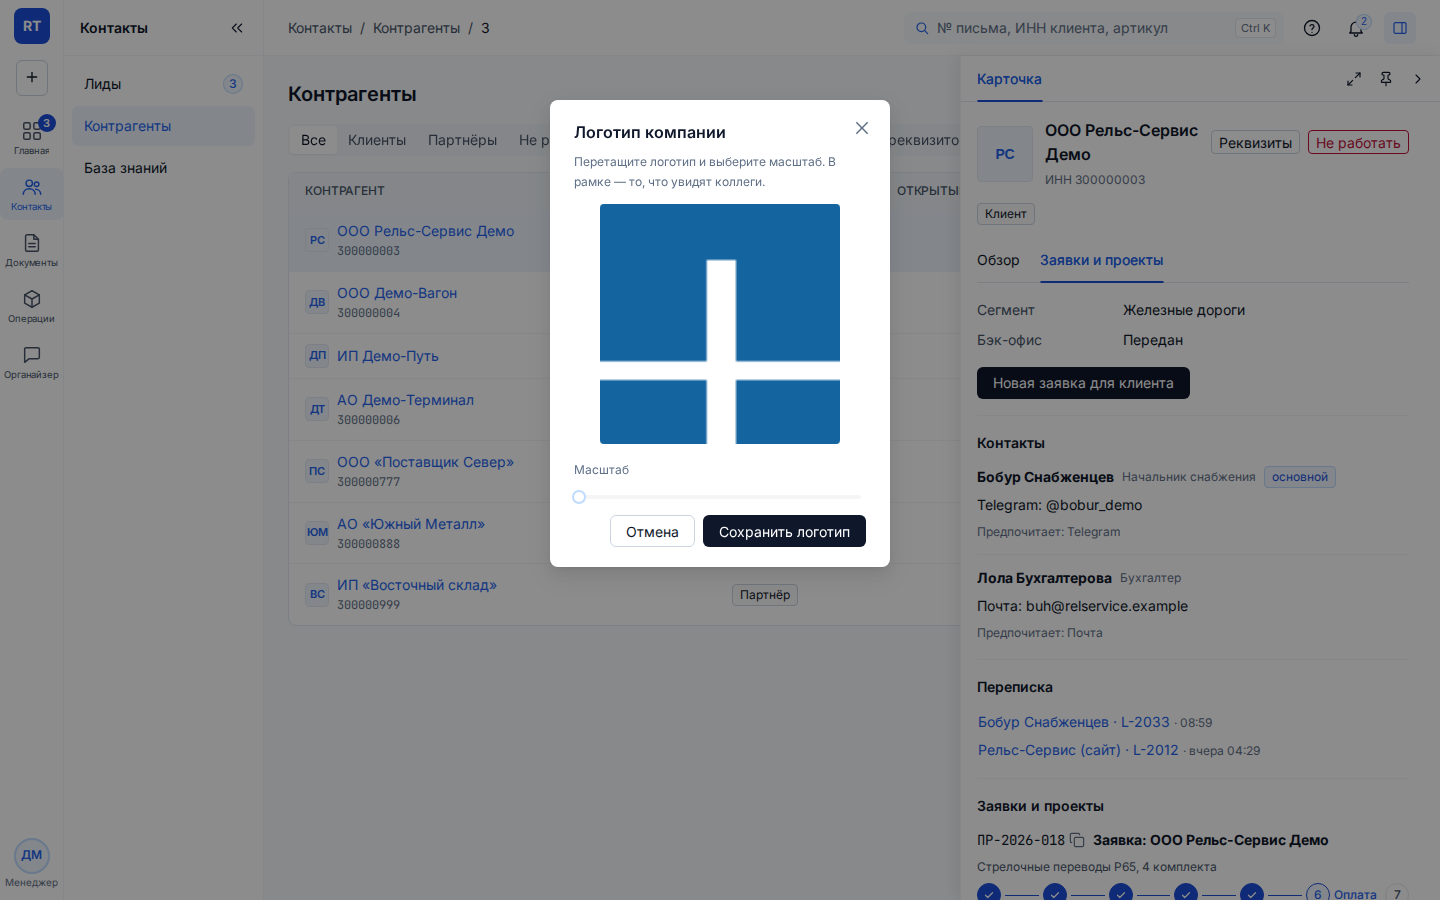 RT
Контакты
Контакты / Контрагенты / 3
№ письма, ИНН клиента, артикул
Ctrl K
2
3
Главная
Контакты
Документы
Операции
Органайзер
ДМ
Менеджер
Лиды
3
Контрагенты
База знаний
Контрагенты
Все
Клиенты
Партнёры
Не р
реквизито
КОНТРАГЕНТ
ОТКРЫТЫ
РС
ООО Рельс-Сервис Демо
300000003
ДВ
ООО Демо-Вагон
300000004
ДП
ИП Демо-Путь
ДТ
АО Демо-Терминал
300000006
ПС
ООО «Поставщик Север»
300000777
ЮМ
АО «Южный Металл»
300000888
ВС
ИП «Восточный склад»
300000999
Партнёр
Логотип компании
Перетащите логотип и выберите масштаб. В
рамке — то, что увидят коллеги.
Масштаб
Отмена
Сохранить логотип
Карточка
РС
ООО Рельс-Сервис
Демо
ИНН 300000003
Реквизиты
Не работать
Клиент
Обзор
Заявки и проекты
Сегмент
Железные дороги
Бэк-офис
Передан
Новая заявка для клиента
Контакты
Бобур Снабженцев Начальник снабжения основной
Telegram: @bobur_demo
Предпочитает: Telegram
Лола Бухгалтерова Бухгалтер
Почта: buh@relservice.example
Предпочитает: Почта
Переписка
Бобур Снабженцев · L-2033 · 08:59
Рельс-Сервис (сайт) · L-2012 · вчера 04:29
Заявки и проекты
ПР-2026-018 Заявка: ООО Рельс-Сервис Демо
Стрелочные переводы Р65, 4 комплекта
6 Оплата 7